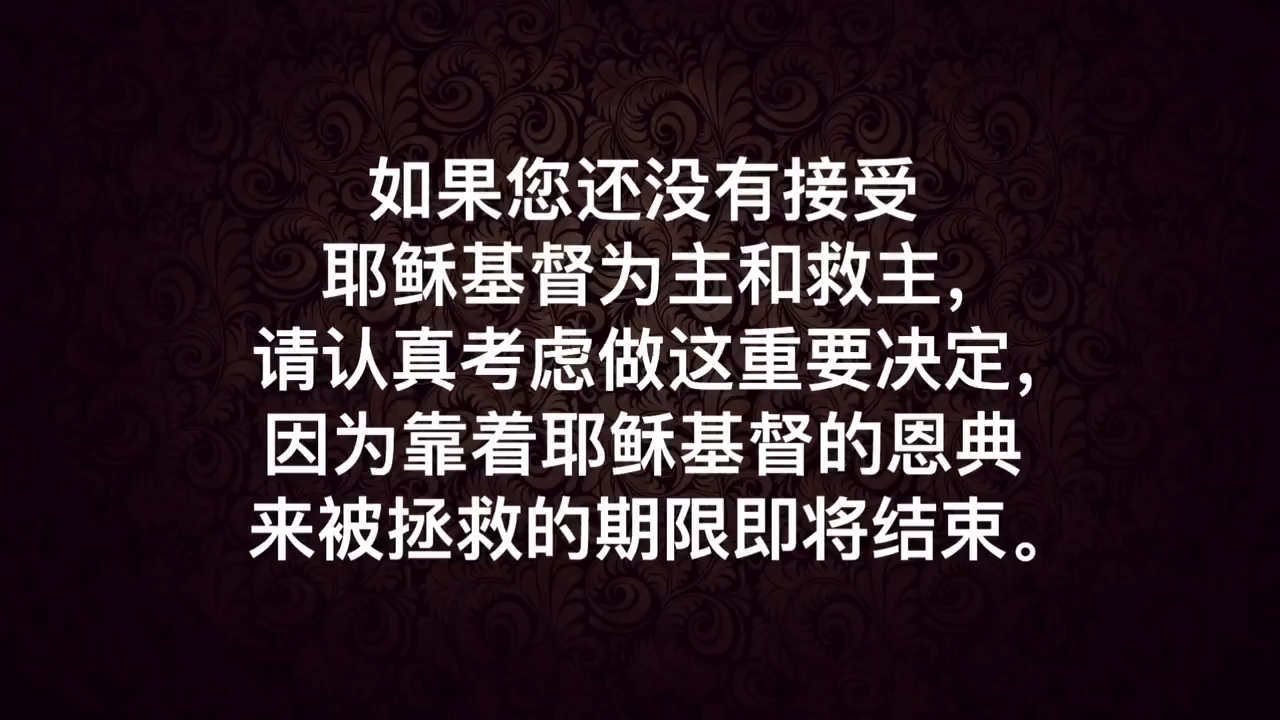 如果您还没有接受
耶稣基督为主和救主，
请认真考虑做这重要决定，
因为靠着耶稣基督的恩典
来被拯救的期限即将结束。